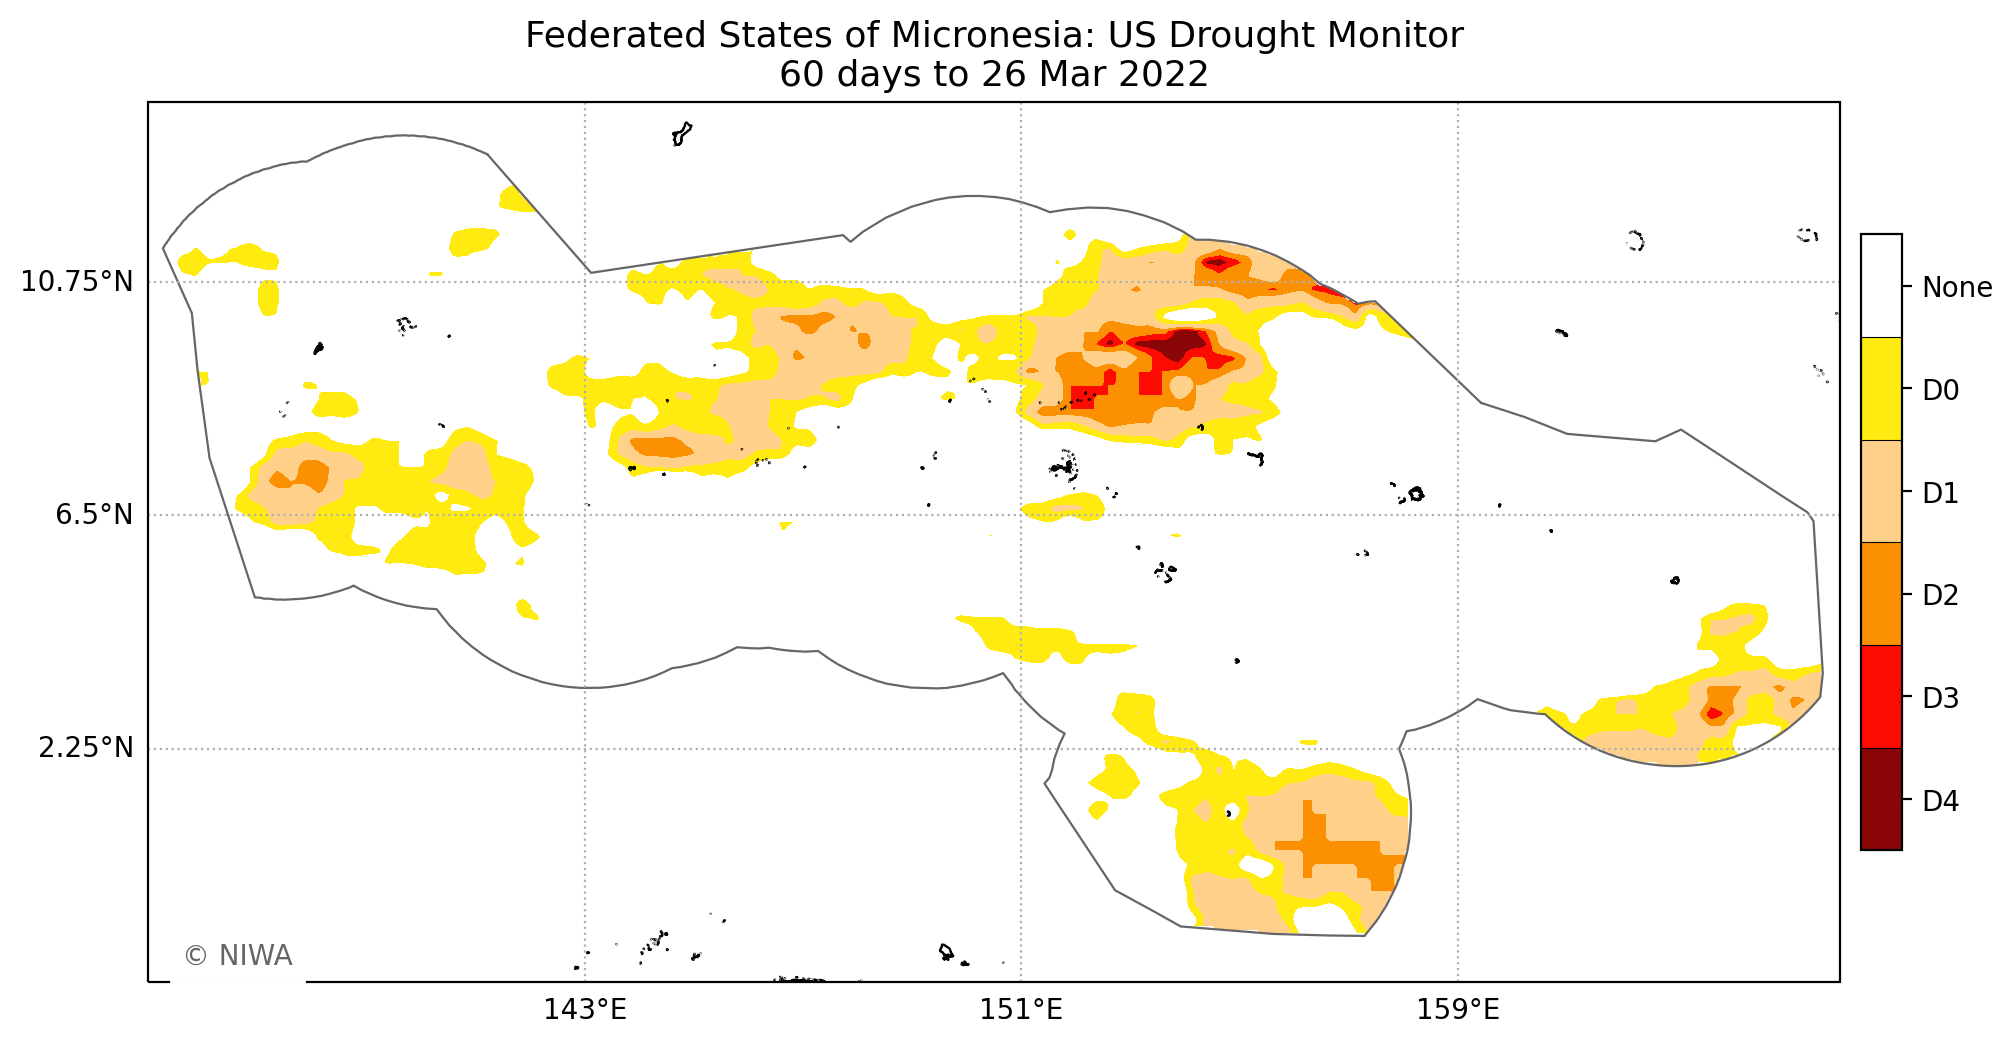 Federated States of Micronesia: US Drought Monitor
60 days to 26 Mar 2022
10.75°N
6.5°N
2.25°N
143°E
151°E
159°E
None
D0
D1
D2
D3
D4
© NIWA